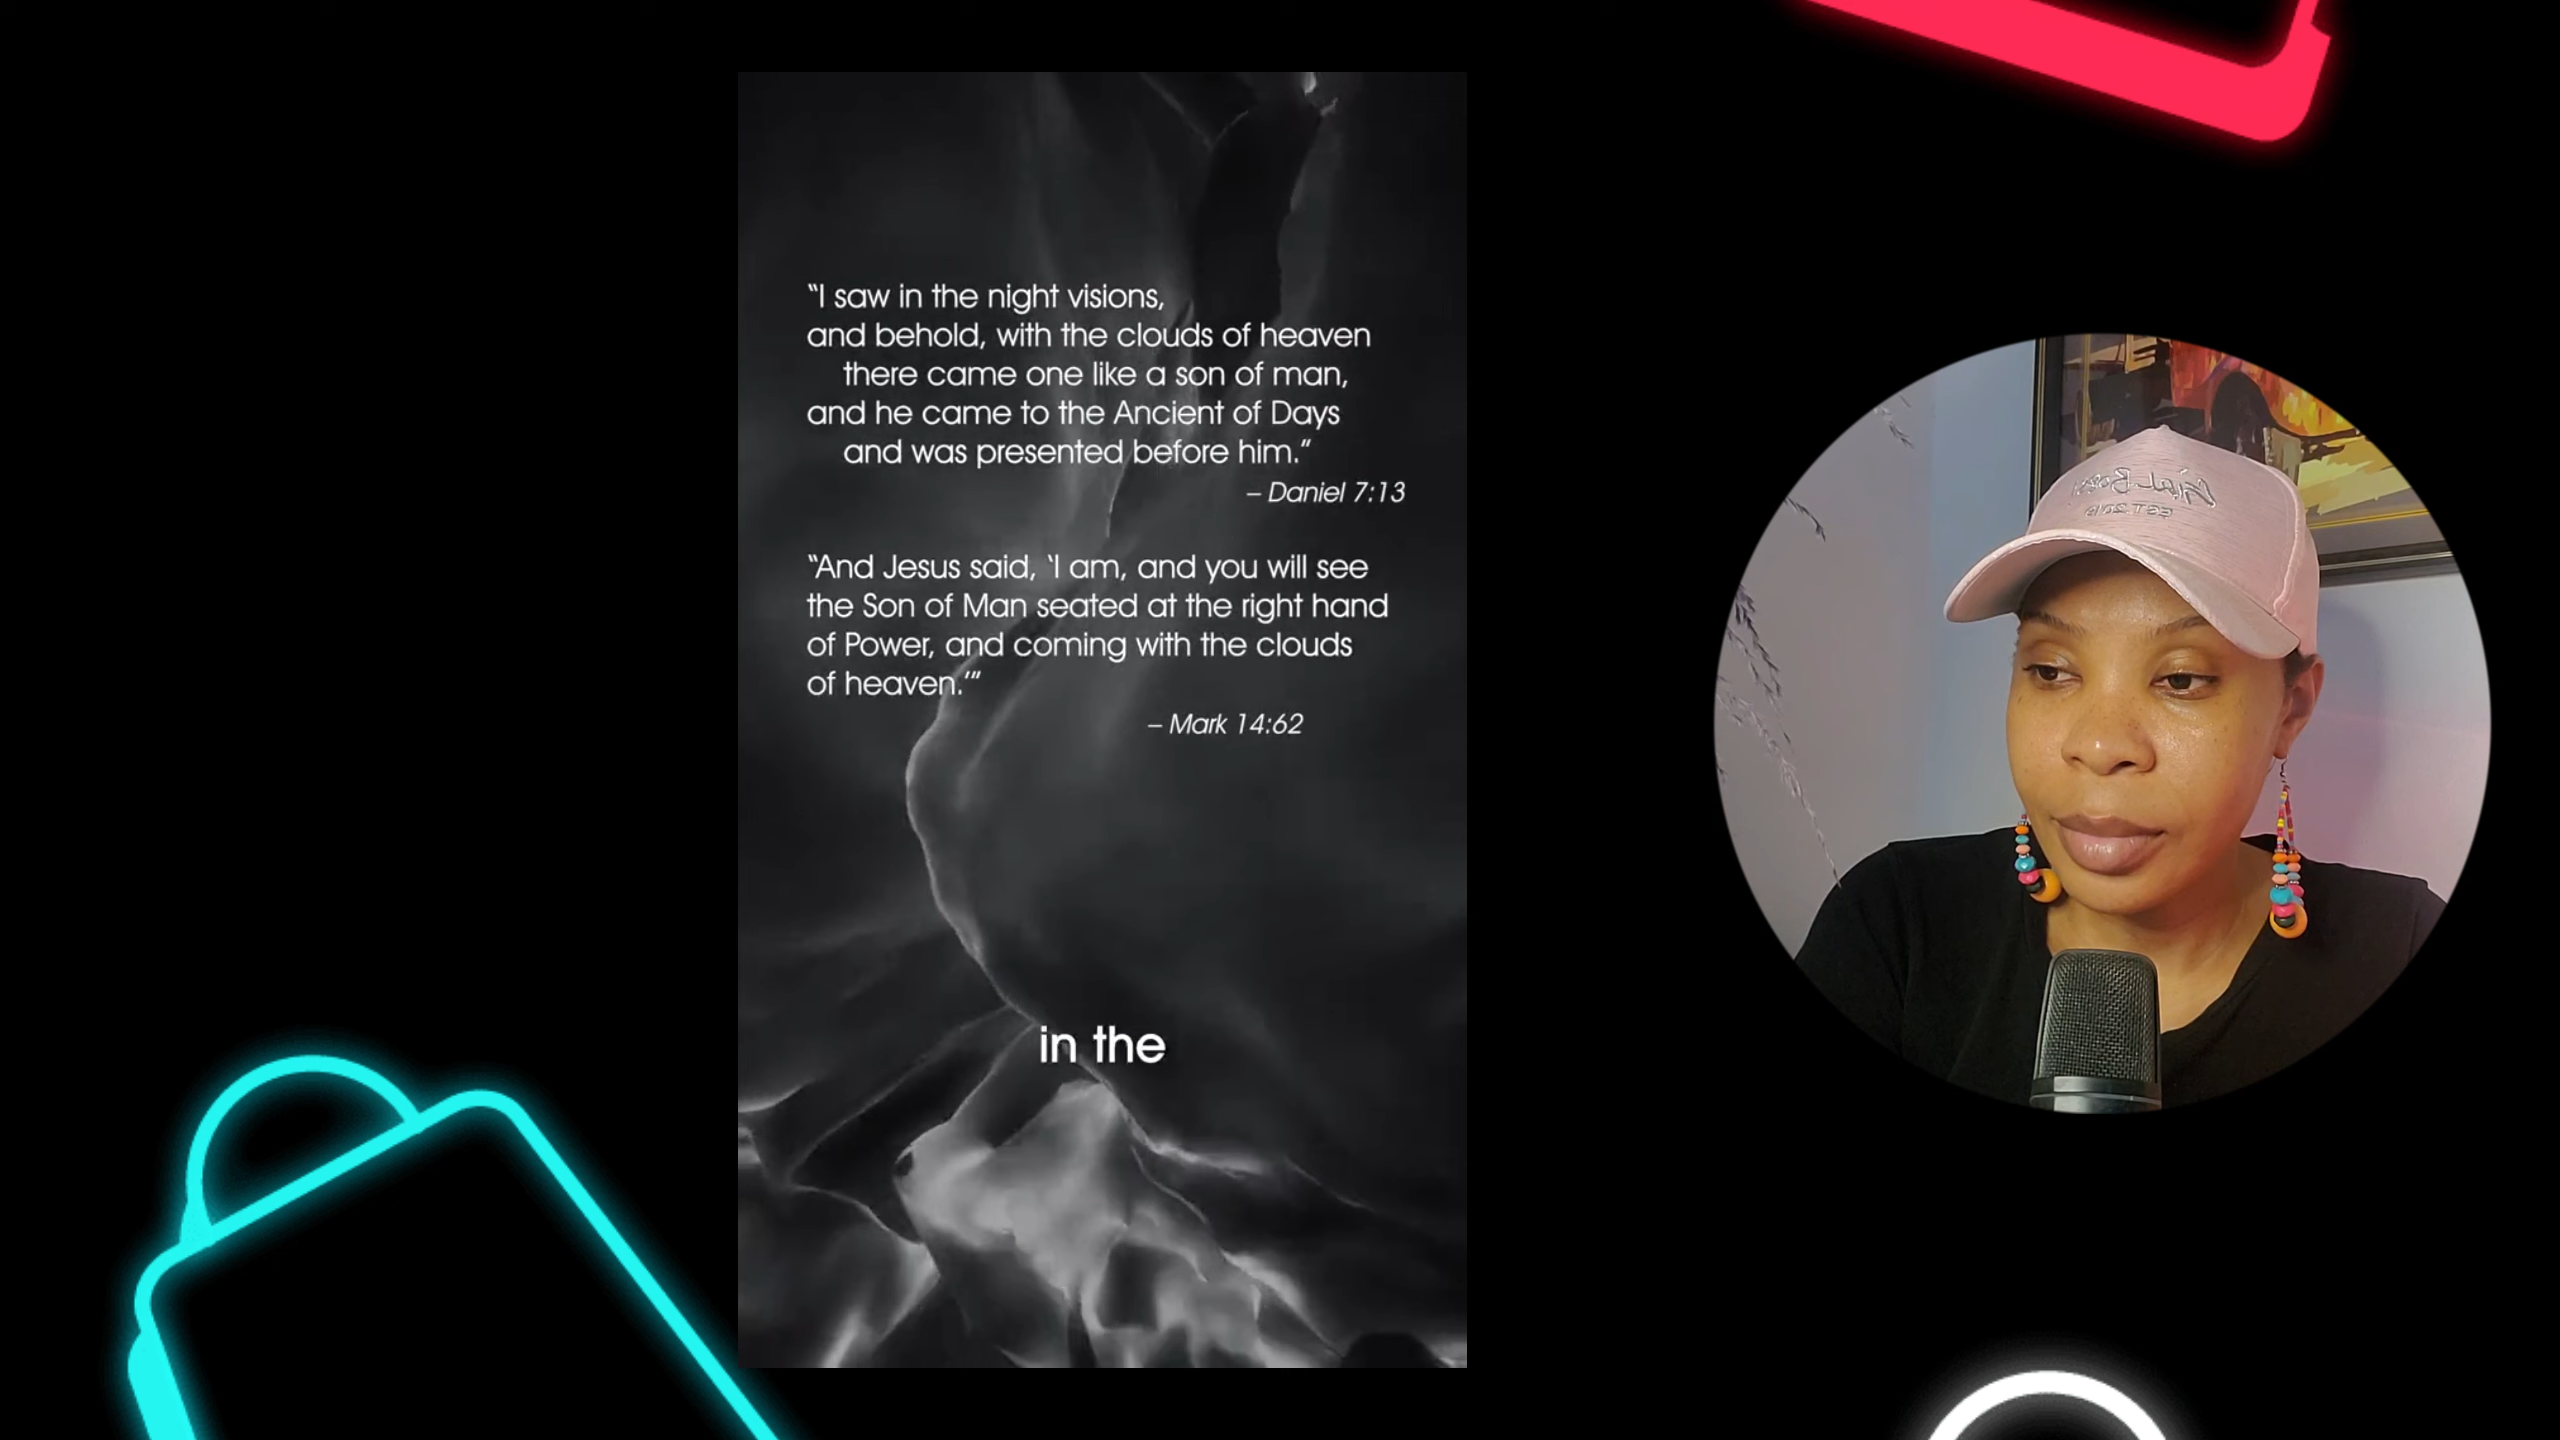 “I saw in the night visions,
and behold, with the clouds of heaven
there came one like a son of man,
and he came to the Ancient of Days
and was presented before him.”
– Daniel 7:13
“And Jesus said, ‘I am, and you will see
the Son of Man seated at the right hand
of Power, and coming with the clouds
of heaven.’”
– Mark 14:62
in the